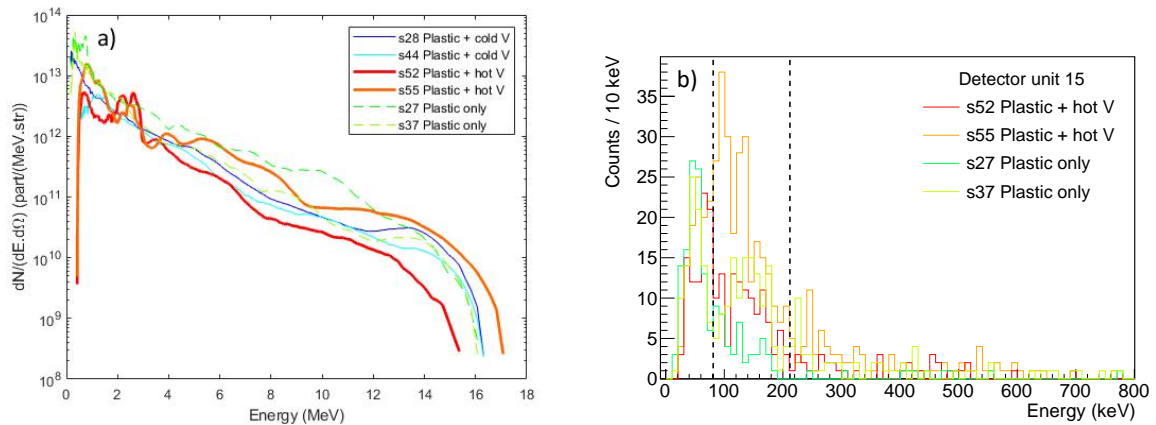 a)
dN/(dE.dΩ) (part/(MeV.str)
10^14
10^13
10^12
10^11
10^10
10^9
10^8
0 2 4 6 8 10 12 14 16 18
Energy (MeV)
s28 Plastic + cold V
s44 Plastic + cold V
s52 Plastic + hot V
s55 Plastic + hot V
s27 Plastic only
s37 Plastic only
b)
Counts / 10 keV
35
30
25
20
15
10
5
0
0 100 200 300 400 500 600 700 800
Energy (keV)
Detector unit 15
s52 Plastic + hot V
s55 Plastic + hot V
s27 Plastic only
s37 Plastic only